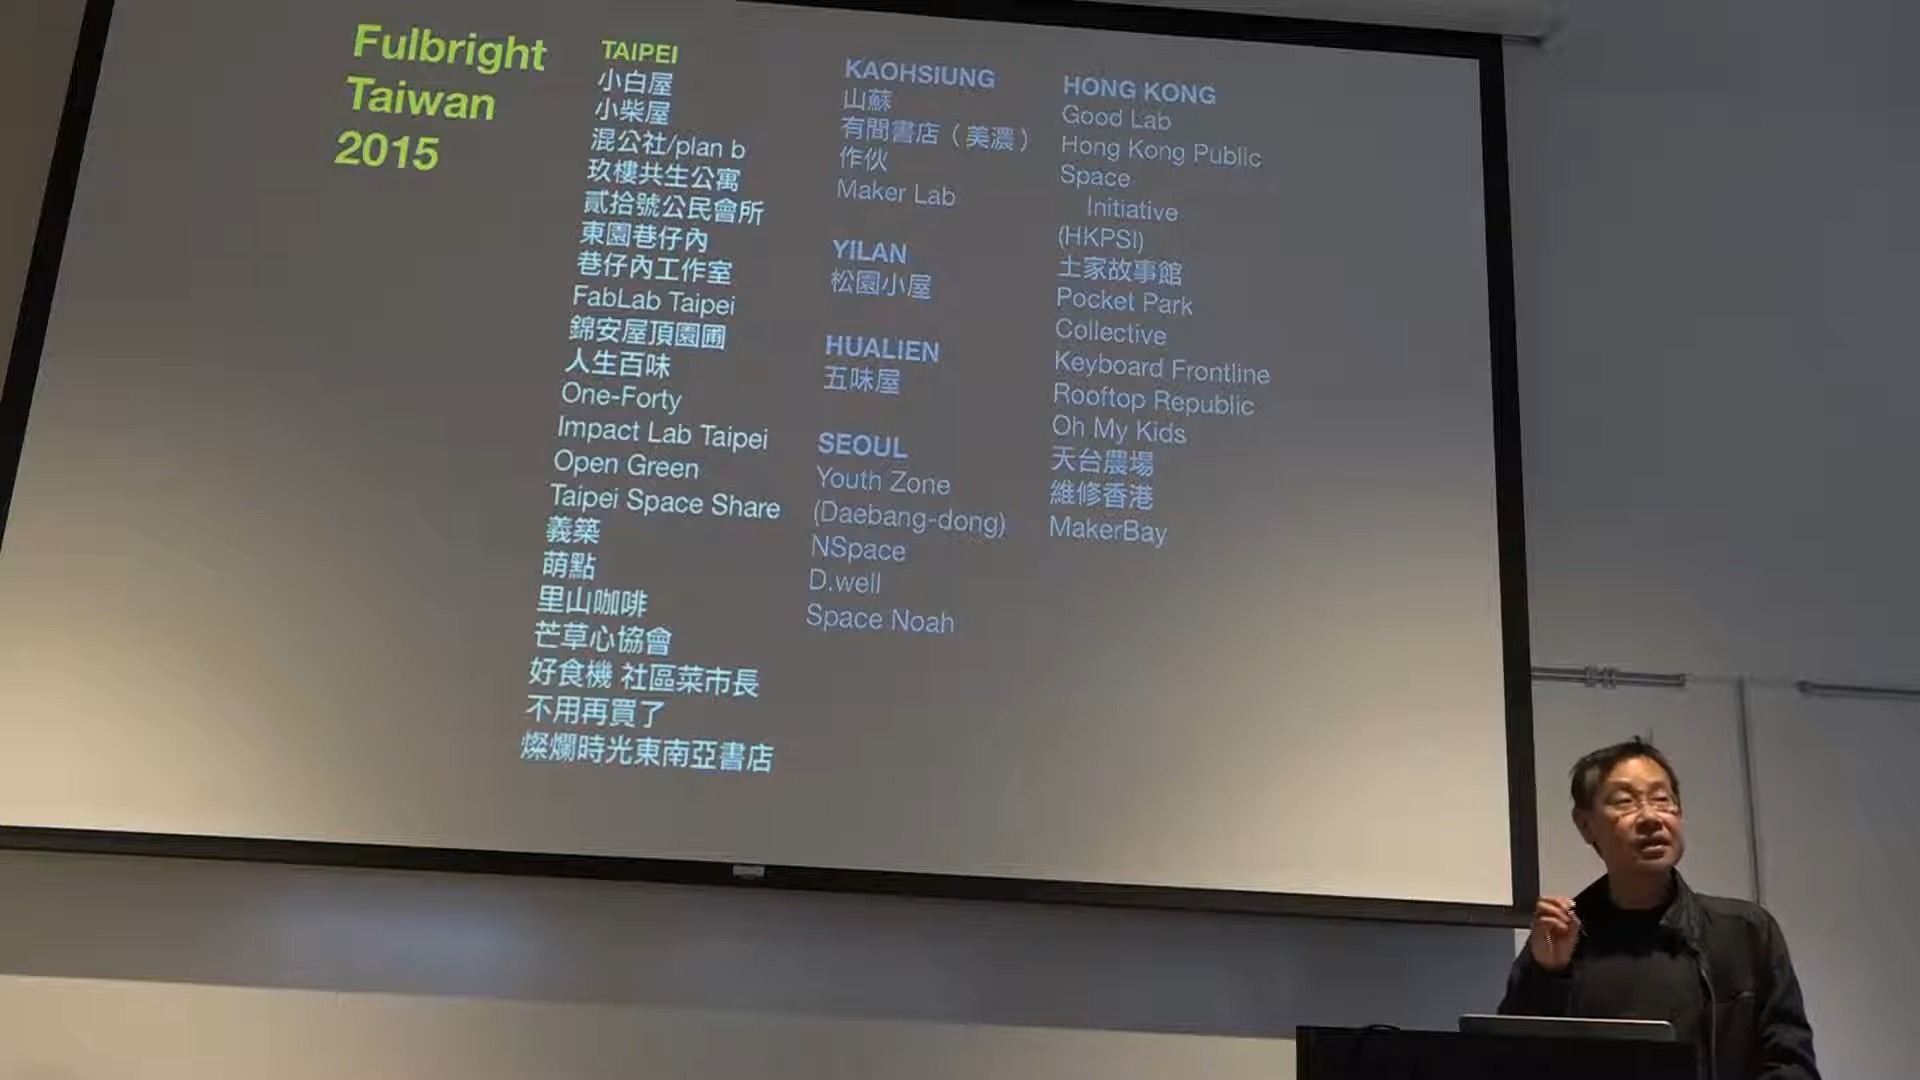 Fulbright
Taiwan
2015
TAIPEI
小白屋
小柴屋
混公社/plan b
玖樓共生公寓
貳拾號公民會所
東園巷仔內
巷仔內工作室
FabLab Taipei
錦安屋頂園圃
人生百味
One-Forty
Impact Lab Taipei
Open Green
Taipei Space Share
義築
萌點
里山咖啡
芒草心協會
好食機 社區菜市長
不用再買了
燦爛時光東南亞書店
KAOHSIUNG
山蘇
有間書店（美濃）
作伙
Maker Lab
YILAN
松園小屋
HUALIEN
五味屋
SEOUL
Youth Zone
(Daebang-dong)
NSpace
D.well
Space Noah
HONG KONG
Good Lab
Hong Kong Public
Space
Initiative
(HKPSI)
土家故事館
Pocket Park
Collective
Keyboard Frontline
Rooftop Republic
Oh My Kids
天台農場
維修香港
MakerBay